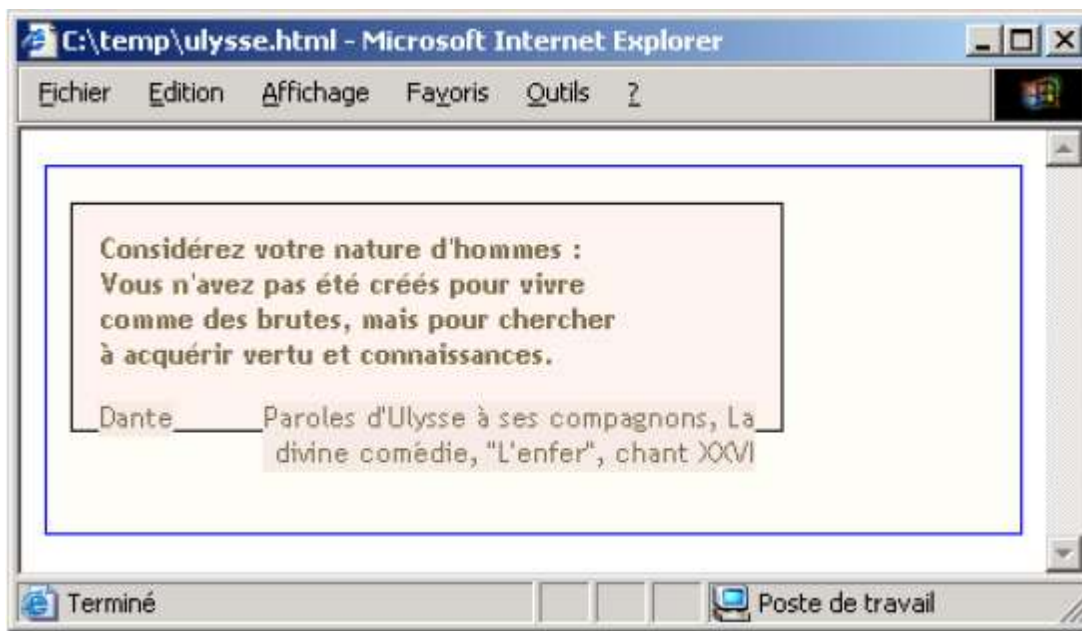 C:\temp\ulysse.html - Microsoft Internet Explorer
Fichier Edition Affichage Favoris Outils ?
Considérez votre nature d'hommes :
Vous n'avez pas été créés pour vivre
comme des brutes, mais pour chercher
à acquérir vertu et connaissances.
Dante Paroles d'Ulysse à ses compagnons, La
divine comédie, "L'enfer", chant XXVI
Terminé Poste de travail